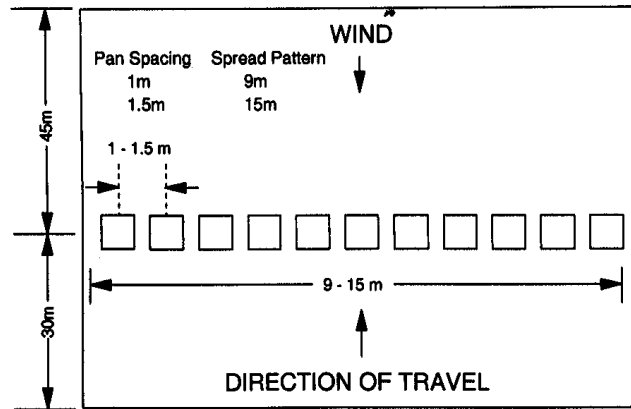 WIND
Pan Spacing Spread Pattern
1m 9m
1.5m 15m
45m
1 - 1.5 m
9 - 15 m
30m
DIRECTION OF TRAVEL